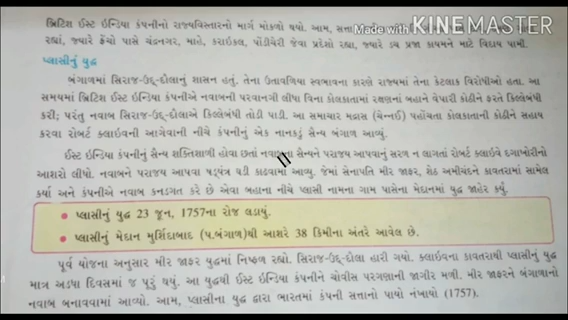 બ્રિટિશ ઈસ્ટ ઇન્ડિયા કંપનીનો રાજ્યવિસ્તારનો માર્ગ મોકળો થયો. આમ, સત્તા
Made with KINEMASTER
રહ્યાં, જ્યારે ફ્રેંચો પાસે ચંદ્રનગર, માહે, કરાઇકલ, પોંડીચેરી જેવા પ્રદેશો રહ્યા, જ્યારે ડચ પ્રજા કાયમને માટે વિદાય પામી.
પ્લાસીનું યુદ્ધ
બંગાળમાં સિરાજ-ઉદ્-દૌલાનું શાસન હતું. તેના ઉતાવળિયા સ્વભાવના કારણે રાજ્યમાં તેના કેટલાક વિરોધીઓ હતા. આ
સમયમાં બ્રિટિશ ઈસ્ટ ઇન્ડિયા કંપનીએ નવાબની પરવાનગી લીધા વિના કોલકાતામાં રક્ષણનાં બહાને વેપારી કોઠીને ફરતે કિલ્લેબંધી
કરી; પરંતુ નવાબ સિરાજ-ઉદ્-દૌલાએ કિલ્લેબંધી તોડી પાડી. આ સમાચાર મદ્રાસ (ચેન્નઈ) પહોંચતા કોલકાતાની કોઠીને સહાય
કરવા રોબર્ટ ક્લાઇવની આગેવાની નીચે કંપનીનું એક નાનકડું સૈન્ય બંગાળ આવ્યું.
ઈસ્ટ ઇન્ડિયા કંપનીનું સૈન્ય શક્તિશાળી હોવા છતાં નવાબના સૈન્યને પરાજય આપવાનું સરળ ન લાગતાં રોબર્ટ ક્લાઇવે દગાખોરીનો
આશરો લીધો. નવાબને પરાજય આપવા ષડ્યંત્ર ઘડી કાઢવામાં આવ્યું. જેમાં સેનાપતિ મીર જાફર, શેઠ અમીચંદને કાવતરામાં સામેલ
કર્યા અને કંપનીએ નવાબ કનડગત કરે છે એવા બહાના નીચે પ્લાસી નામના ગામ પાસેના મેદાનમાં યુદ્ધ જાહેર કર્યું.
• પ્લાસીનું યુદ્ધ 23 જૂન, 1757ના રોજ લડાયું.
• પ્લાસીનું મેદાન મુર્શિદાબાદ (પ.બંગાળ)થી આશરે 38 કિમીના અંતરે આવેલ છે.
પૂર્વ યોજના અનુસાર મીર જાફર યુદ્ધમાં નિષ્ફળ રહ્યો. સિરાજ-ઉદ્-દૌલા હારી ગયો. ક્લાઇવના કાવતરાથી પ્લાસીનું યુદ્ધ
માત્ર અડધા દિવસમાં જ પૂરું થયું. આ યુદ્ધથી ઈસ્ટ ઇન્ડિયા કંપનીને ચોવીસ પરગણાની જાગીર મળી. મીર જાફરને બંગાળાનો
નવાબ બનાવવામાં આવ્યો. આમ, પ્લાસીના યુદ્ધ દ્વારા ભારતમાં કંપની સત્તાનો પાયો નંખાયો (1757).